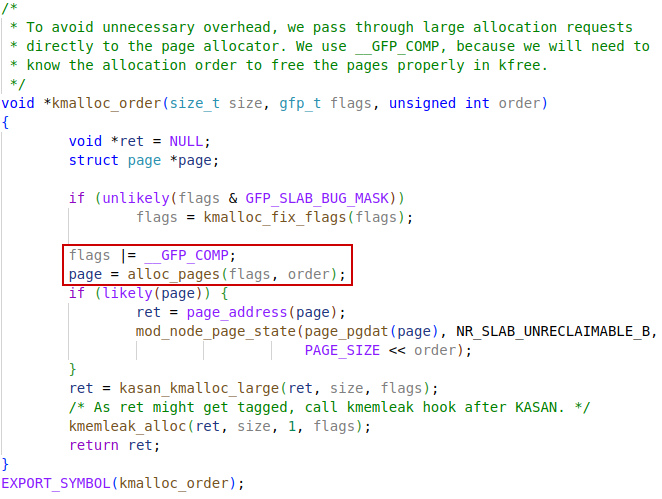 /*
 * To avoid unnecessary overhead, we pass through large allocation requests
 * directly to the page allocator. We use __GFP_COMP, because we will need to
 * know the allocation order to free the pages properly in kfree.
 */
void *kmalloc_order(size_t size, gfp_t flags, unsigned int order)
{
        void *ret = NULL;
        struct page *page;

        if (unlikely(flags & GFP_SLAB_BUG_MASK))
                flags = kmalloc_fix_flags(flags);

        flags |= __GFP_COMP;
        page = alloc_pages(flags, order);
        if (likely(page)) {
                ret = page_address(page);
                mod_node_page_state(page_pgdat(page), NR_SLAB_UNRECLAIMABLE_B,
                                    PAGE_SIZE << order);
        }
        ret = kasan_kmalloc_large(ret, size, flags);
        /* As ret might get tagged, call kmemleak hook after KASAN. */
        kmemleak_alloc(ret, size, 1, flags);
        return ret;
}
EXPORT_SYMBOL(kmalloc_order);